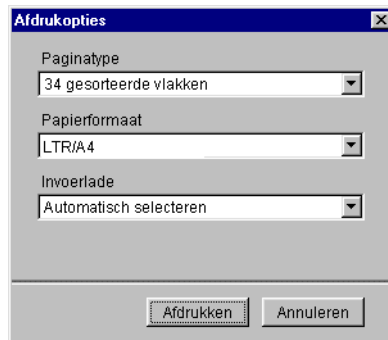 Afdrukopties
Paginatype
34 gesorteerde vlakken
Papierformaat
LTR/A4
Invoerlade
Automatisch selecteren
Afdrukken Annuleren